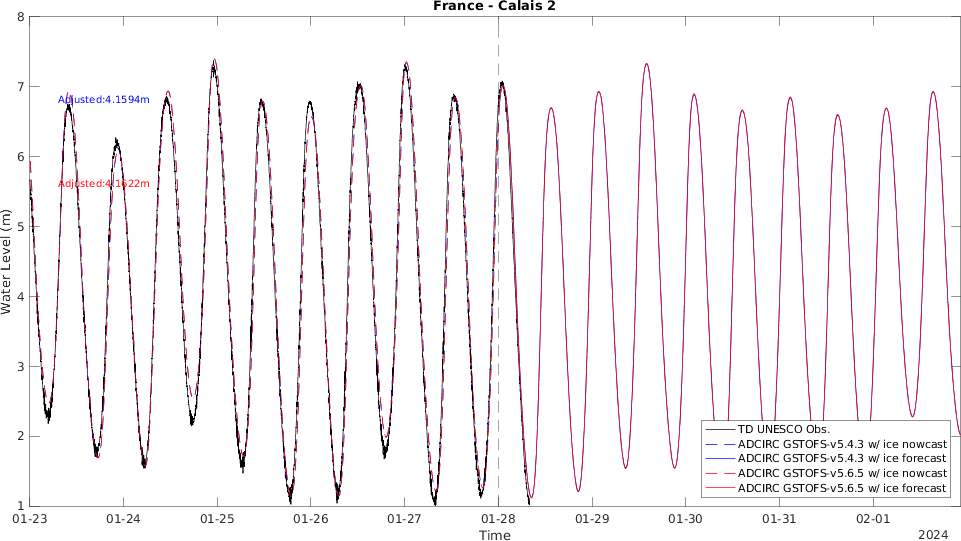 France - Calais 2
8
7
6
5
4
3
2
1
Water Level (m)
Adjusted:4.1594m
Adjusted:4.1622m
TD UNESCO Obs.
ADCIRC GSTOFS-v5.4.3 w/ ice nowcast
ADCIRC GSTOFS-v5.4.3 w/ ice forecast
ADCIRC GSTOFS-v5.6.5 w/ ice nowcast
ADCIRC GSTOFS-v5.6.5 w/ ice forecast
01-23 01-24 01-25 01-26 01-27 01-28 01-29 01-30 01-31 02-01
Time
2024